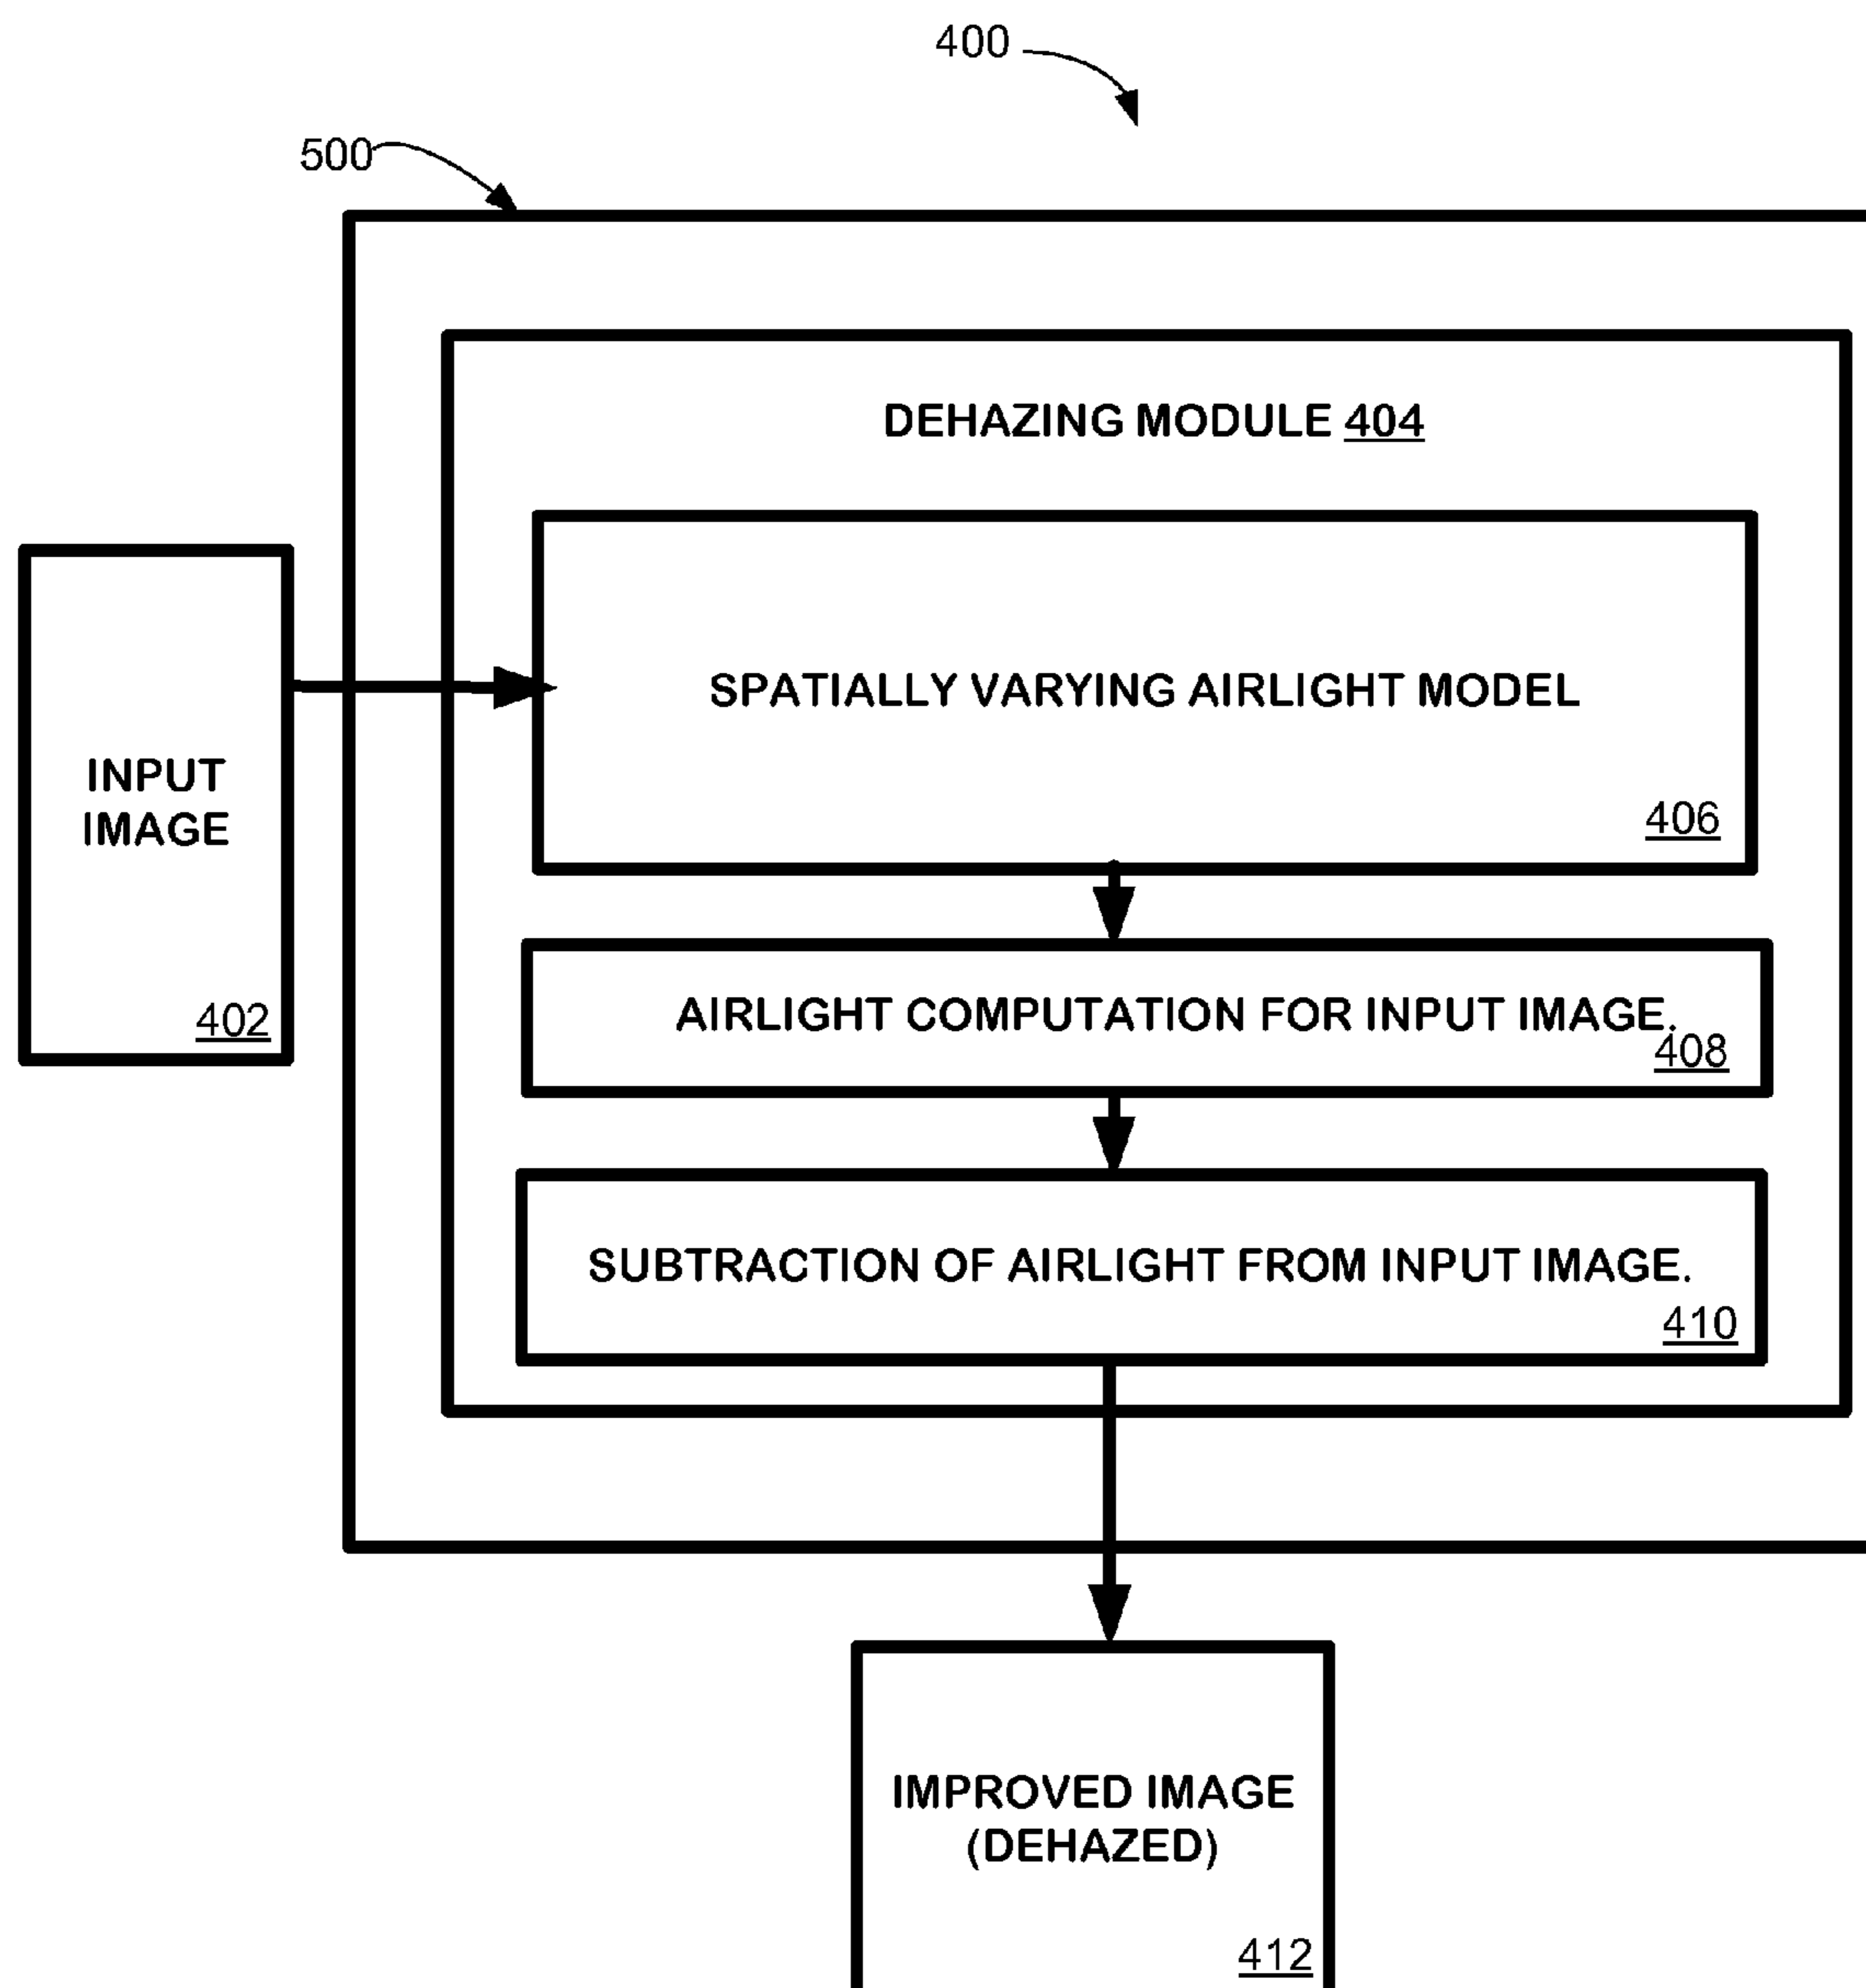 400
500
DEHAZING MODULE 404
SPATIALLY VARYING AIRLIGHT MODEL
406
INPUT
IMAGE
402
AIRLIGHT COMPUTATION FOR INPUT IMAGE.
408
SUBTRACTION OF AIRLIGHT FROM INPUT IMAGE.
410
IMPROVED IMAGE
(DEHAZED)
412